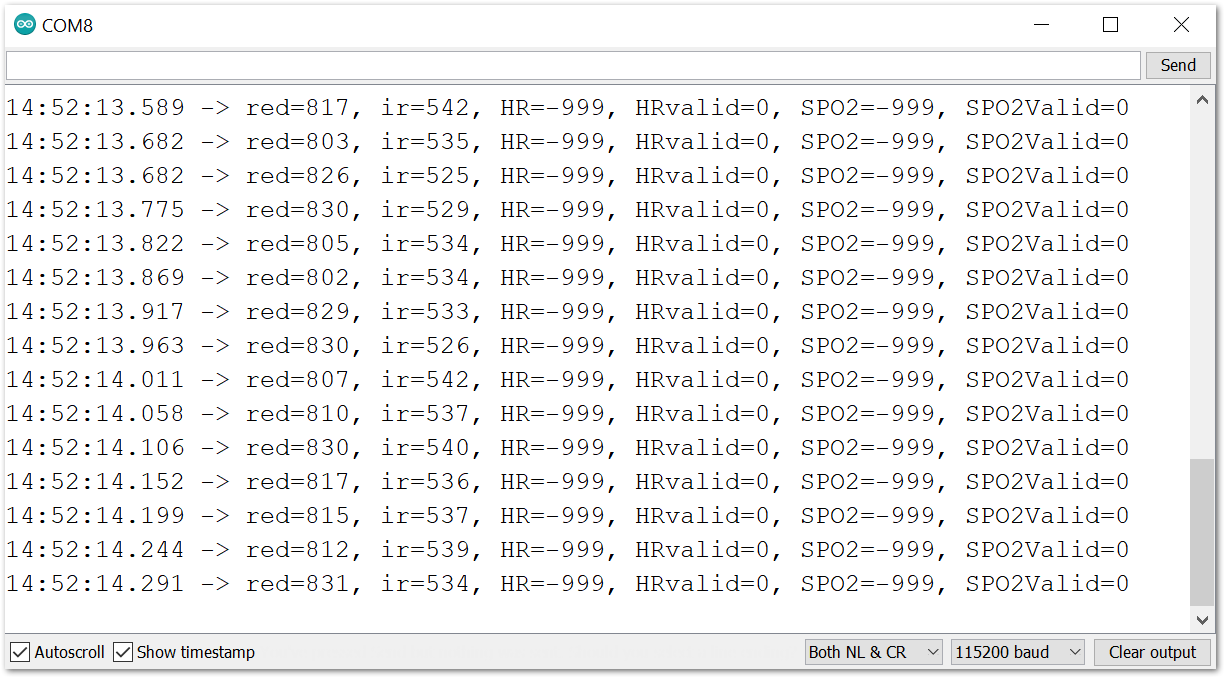 COM8
Send
14:52:13.589 -> red=817, ir=542, HR=-999, HRvalid=0, SPO2=-999, SPO2Valid=0
14:52:13.682 -> red=803, ir=535, HR=-999, HRvalid=0, SPO2=-999, SPO2Valid=0
14:52:13.682 -> red=826, ir=525, HR=-999, HRvalid=0, SPO2=-999, SPO2Valid=0
14:52:13.775 -> red=830, ir=529, HR=-999, HRvalid=0, SPO2=-999, SPO2Valid=0
14:52:13.822 -> red=805, ir=534, HR=-999, HRvalid=0, SPO2=-999, SPO2Valid=0
14:52:13.869 -> red=802, ir=534, HR=-999, HRvalid=0, SPO2=-999, SPO2Valid=0
14:52:13.917 -> red=829, ir=533, HR=-999, HRvalid=0, SPO2=-999, SPO2Valid=0
14:52:13.963 -> red=830, ir=526, HR=-999, HRvalid=0, SPO2=-999, SPO2Valid=0
14:52:14.011 -> red=807, ir=542, HR=-999, HRvalid=0, SPO2=-999, SPO2Valid=0
14:52:14.058 -> red=810, ir=537, HR=-999, HRvalid=0, SPO2=-999, SPO2Valid=0
14:52:14.106 -> red=830, ir=540, HR=-999, HRvalid=0, SPO2=-999, SPO2Valid=0
14:52:14.152 -> red=817, ir=536, HR=-999, HRvalid=0, SPO2=-999, SPO2Valid=0
14:52:14.199 -> red=815, ir=537, HR=-999, HRvalid=0, SPO2=-999, SPO2Valid=0
14:52:14.244 -> red=812, ir=539, HR=-999, HRvalid=0, SPO2=-999, SPO2Valid=0
14:52:14.291 -> red=831, ir=534, HR=-999, HRvalid=0, SPO2=-999, SPO2Valid=0
Autoscroll Show timestamp Both NL & CR 115200 baud Clear output